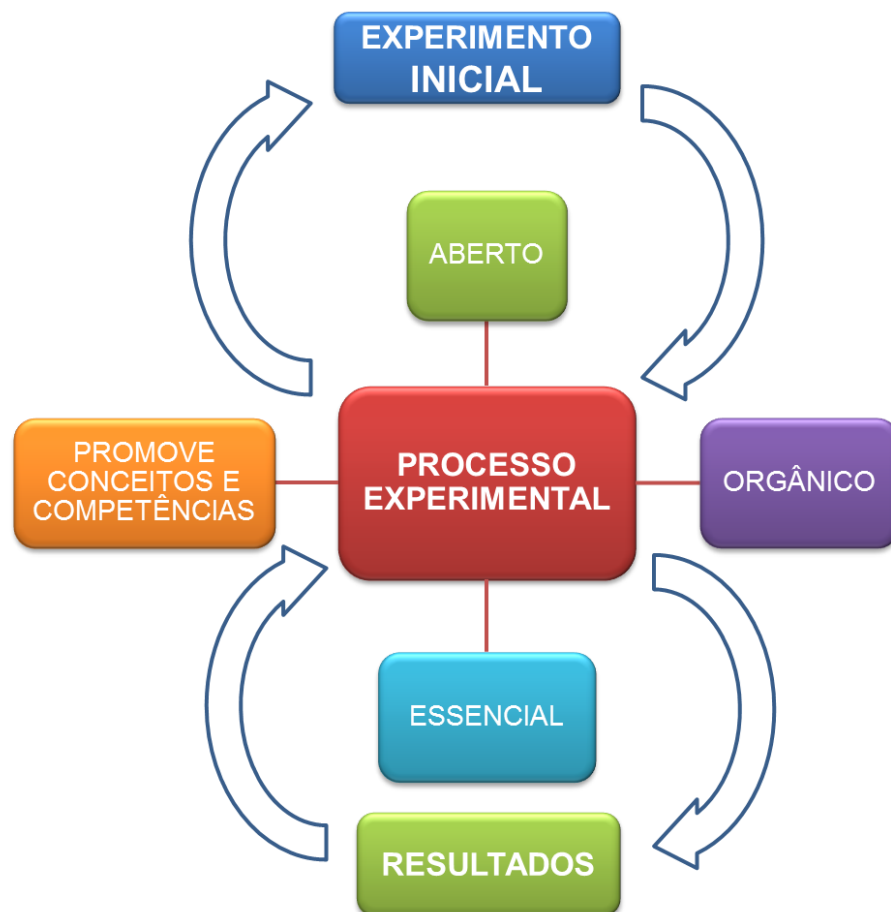 EXPERIMENTO
INICIAL
ABERTO
PROMOVE
CONCEITOS E
COMPETÊNCIAS
PROCESSO
EXPERIMENTAL
ORGÂNICO
ESSENCIAL
RESULTADOS